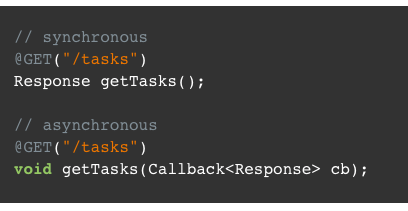 // synchronous
@GET("/tasks")
Response getTasks();
// asynchronous
@GET("/tasks")
void getTasks(Callback<Response> cb);